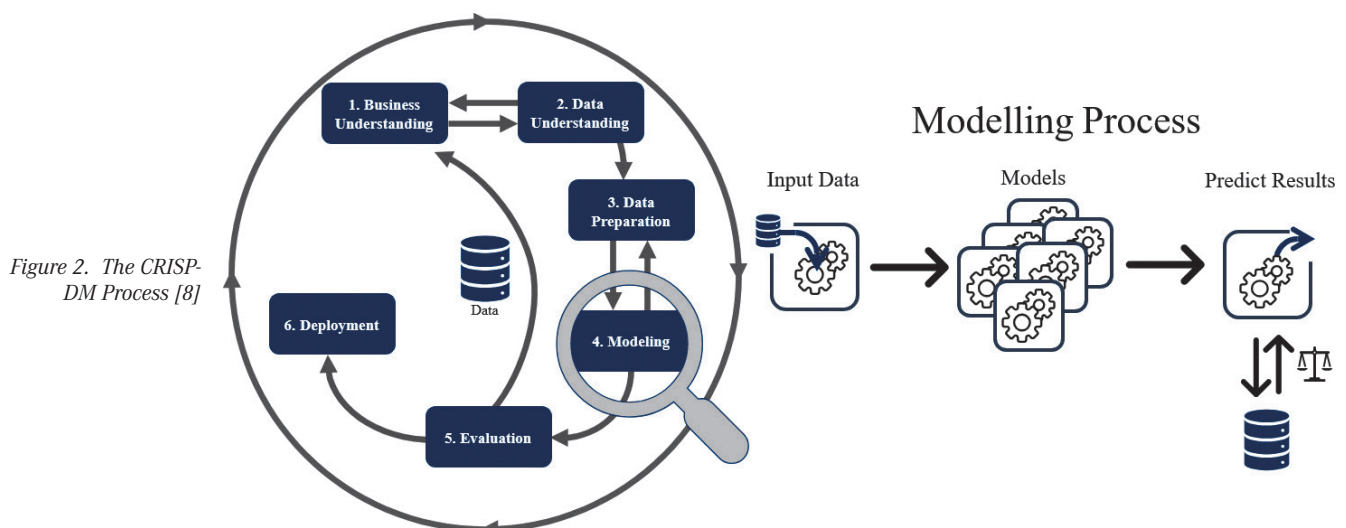 Figure 2. The CRISP-
DM Process [8]
1. Business
Understanding
2. Data
Understanding
3. Data
Preparation
4. Modeling
5. Evaluation
6. Deployment
Data
Modelling Process
Input Data
Models
Predict Results